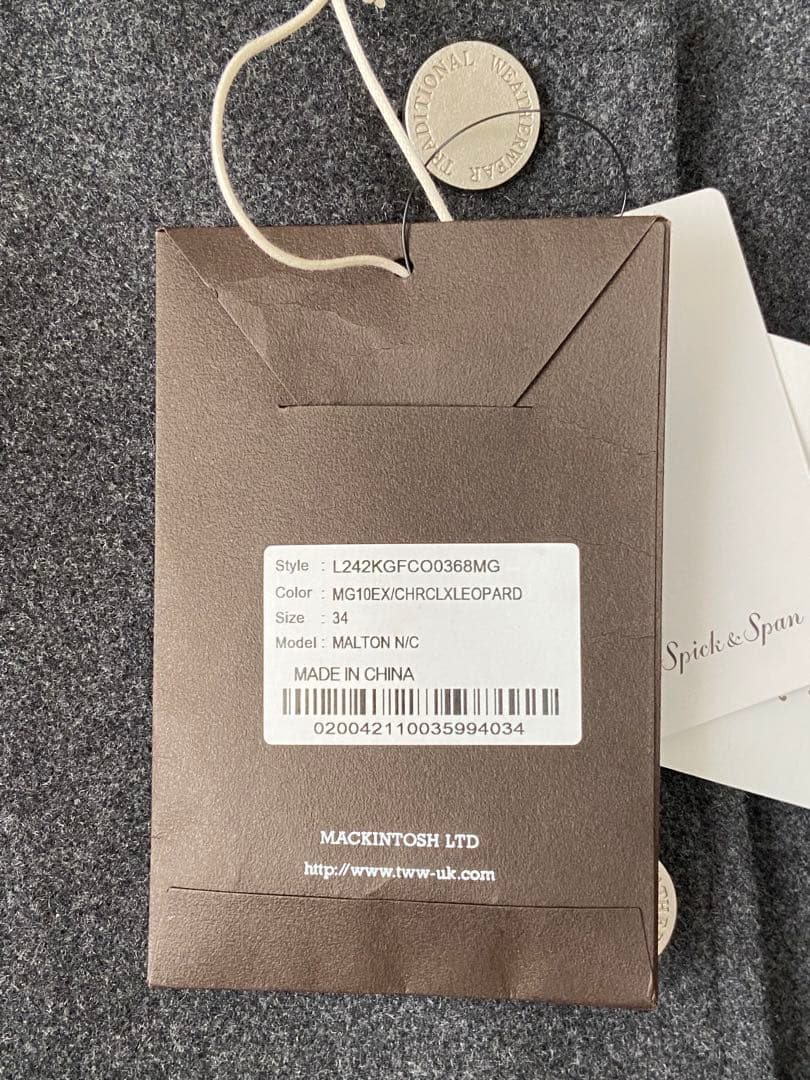 TRADITIONAL WEATHERWEAR
Style : L242KGFCO0368MG
Color : MG10EX/CHRCLXLEOPARD
Size : 34
Model : MALTON N/C
MADE IN CHINA
020042110035994034
Spick & Span
MACKINTOSH LTD
http://www.tww-uk.com